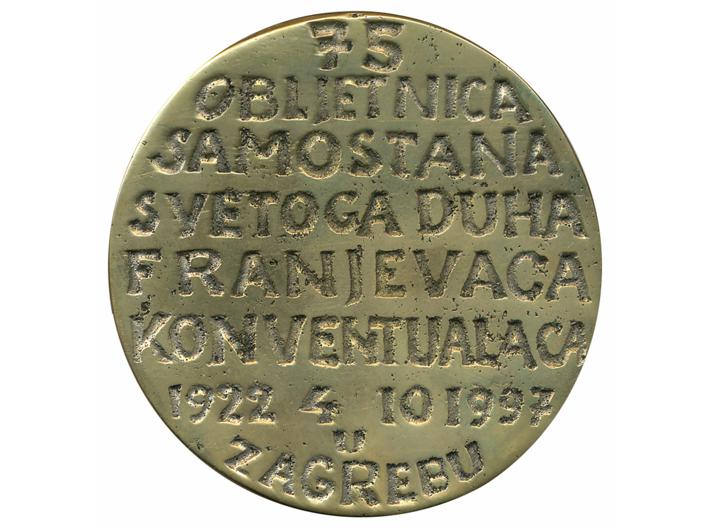 75
OBLJETNICA
SAMOSTANA
SVETOGA DUHA
FRANJEVACA
KONVENTUALACA
1922 4 10 1997
U
ZAGREBU